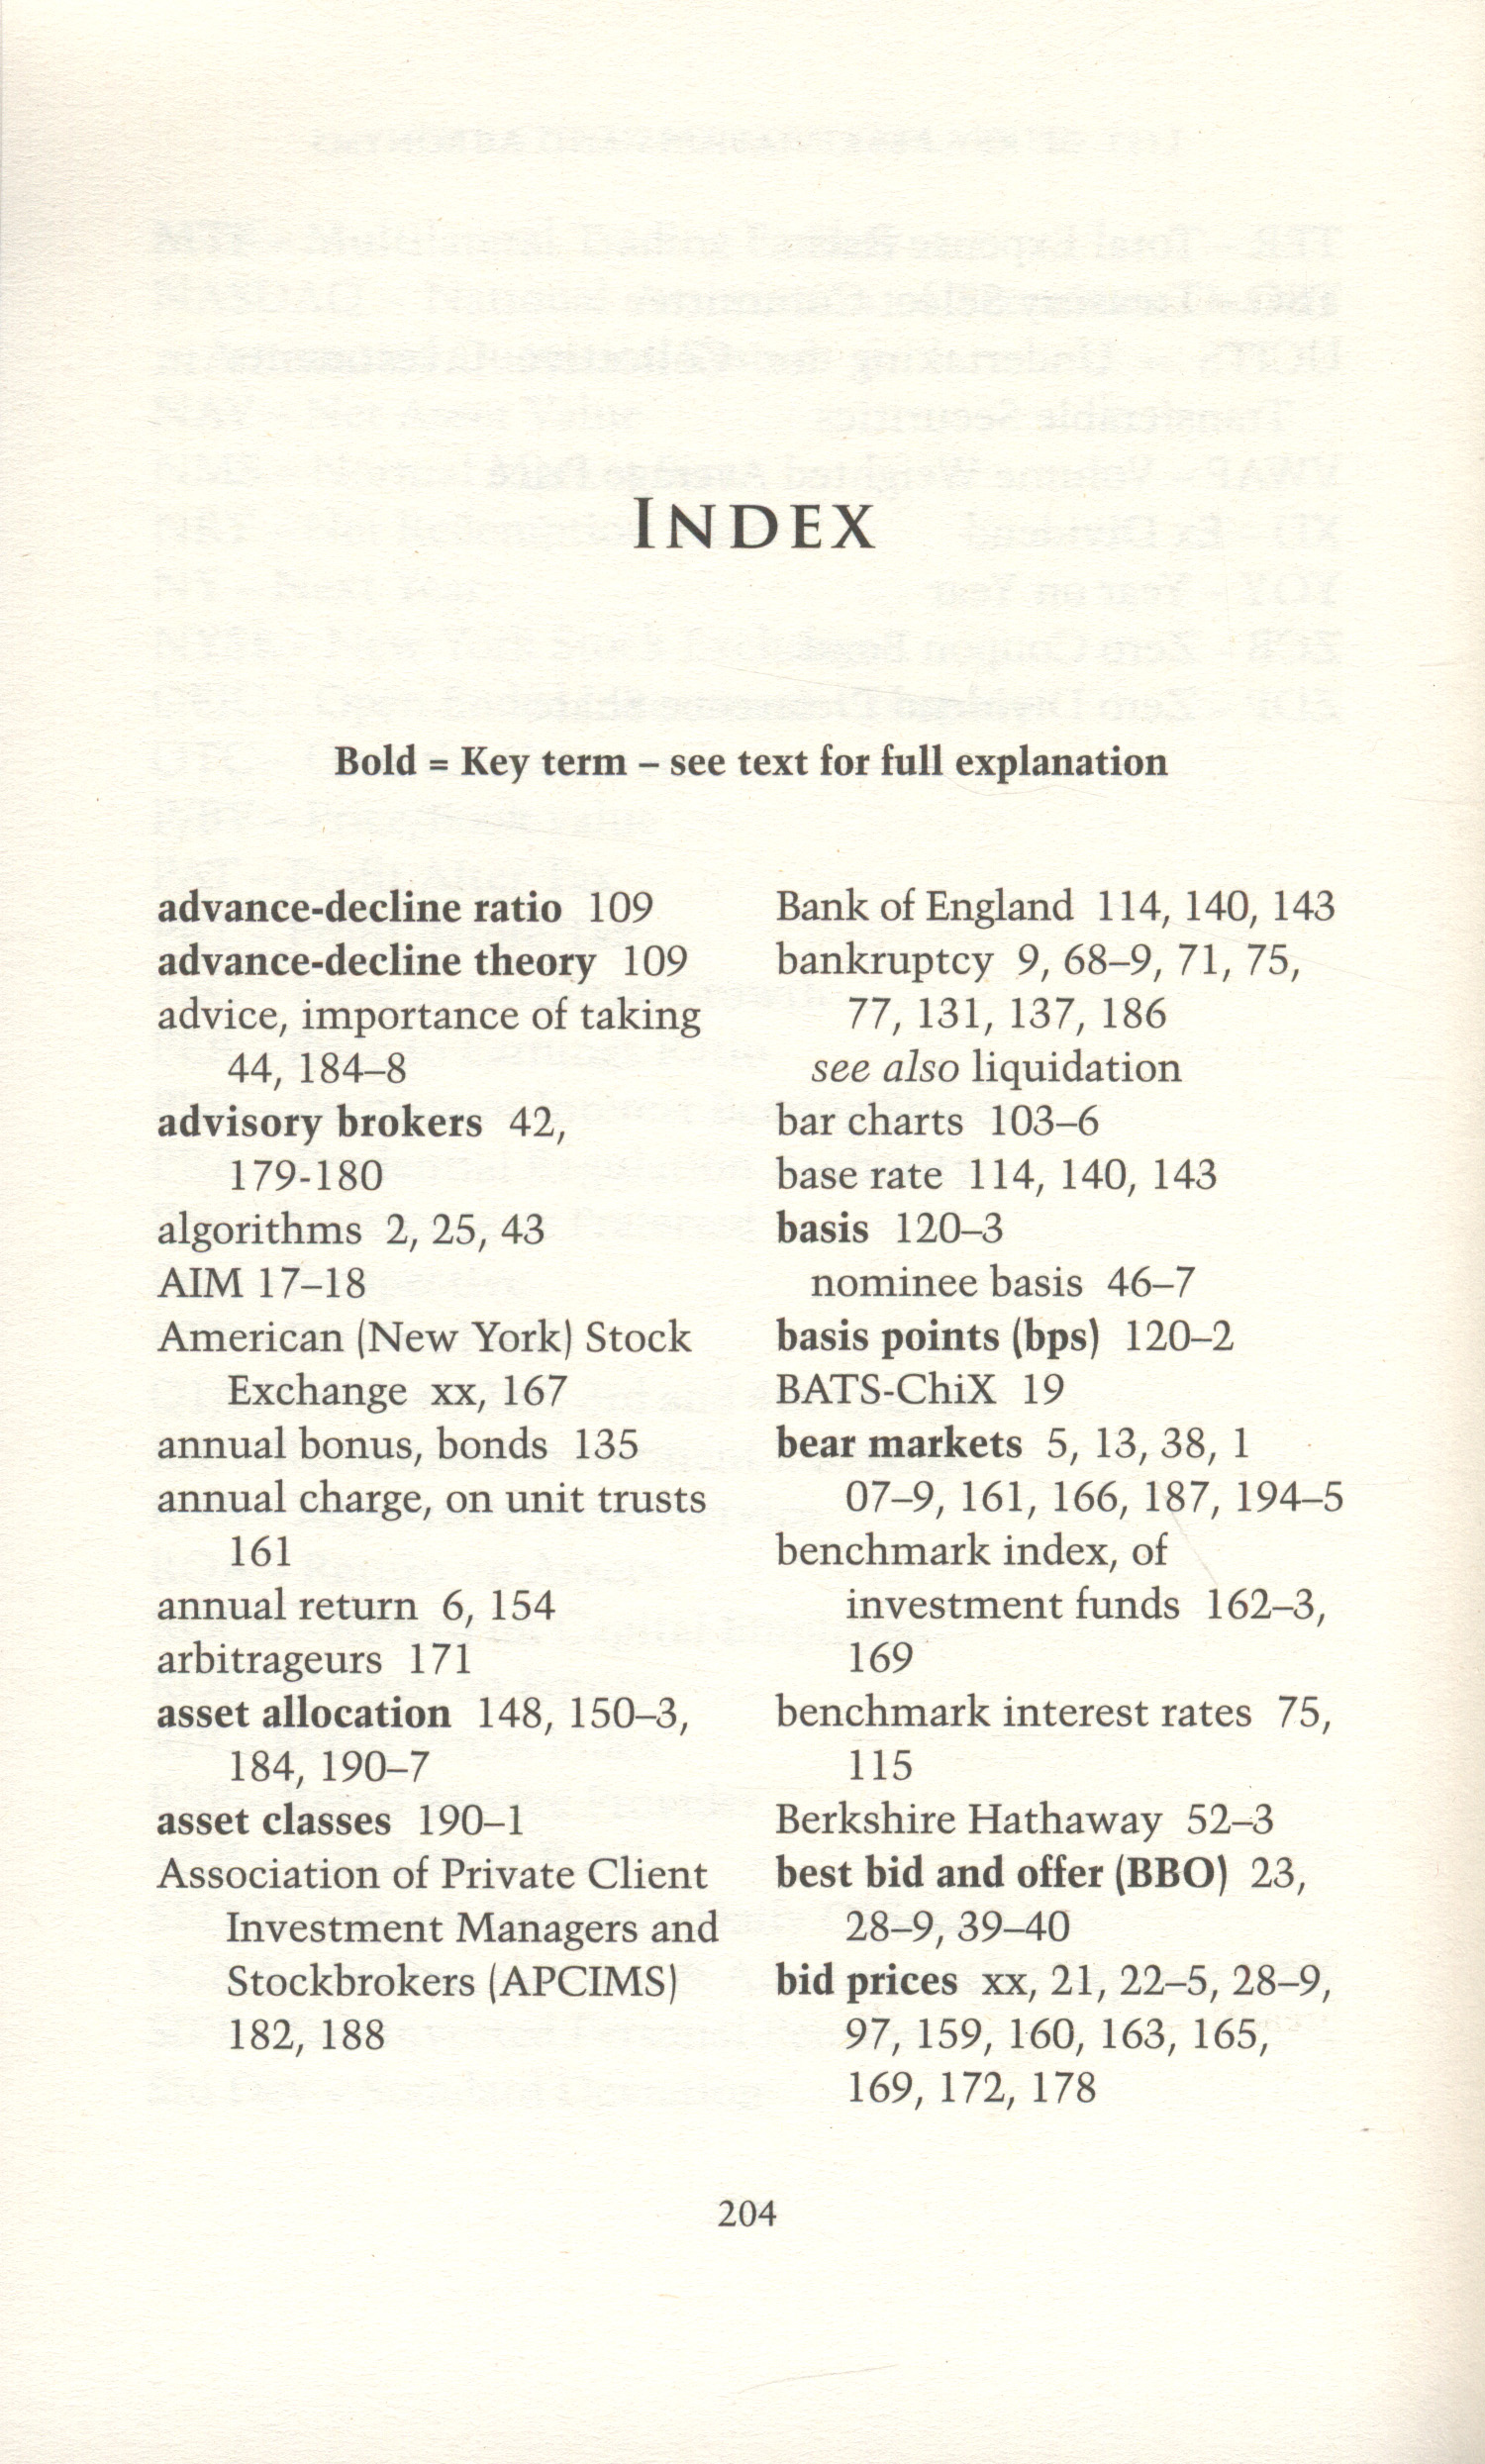 INDEX
Bold = Key term – see text for full explanation
advance-decline ratio 109
advance-decline theory 109
advice, importance of taking
44, 184–8
advisory brokers 42,
179-180
algorithms 2, 25, 43
AIM 17–18
American (New York) Stock
Exchange xx, 167
annual bonus, bonds 135
annual charge, on unit trusts
161
annual return 6, 154
arbitrageurs 171
asset allocation 148, 150–3,
184, 190–7
asset classes 190–1
Association of Private Client
Investment Managers and
Stockbrokers (APCIMS)
182, 188
Bank of England 114, 140, 143
bankruptcy 9, 68–9, 71, 75,
77, 131, 137, 186
see also liquidation
bar charts 103–6
base rate 114, 140, 143
basis 120–3
nominee basis 46–7
basis points (bps) 120–2
BATS-ChiX 19
bear markets 5, 13, 38, 1
07–9, 161, 166, 187, 194–5
benchmark index, of
investment funds 162–3,
169
benchmark interest rates 75,
115
Berkshire Hathaway 52–3
best bid and offer (BBO) 23,
28–9, 39–40
bid prices xx, 21, 22–5, 28–9,
97, 159, 160, 163, 165,
169, 172, 178
204